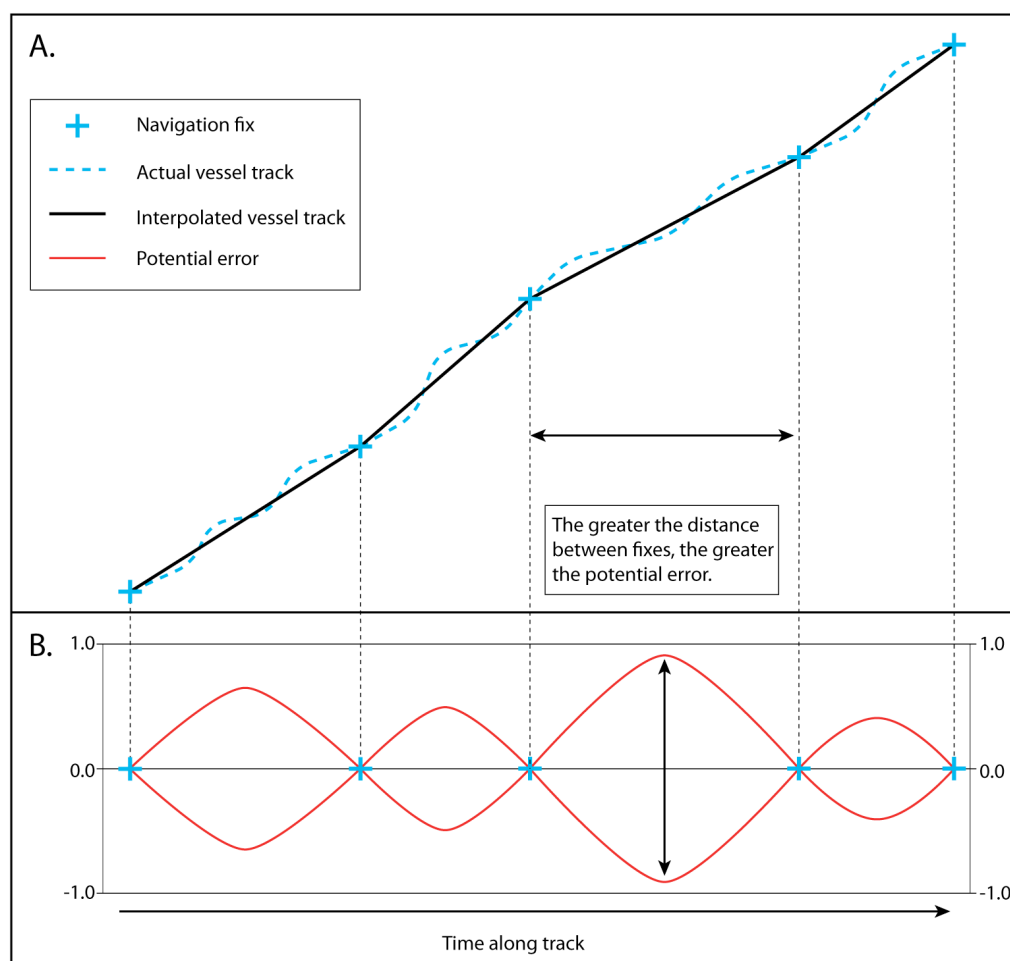 A.
Navigation fix
Actual vessel track
Interpolated vessel track
Potential error
The greater the distance
between fixes, the greater
the potential error.
B.
1.0
1.0
0.0
0.0
-1.0
-1.0
Time along track